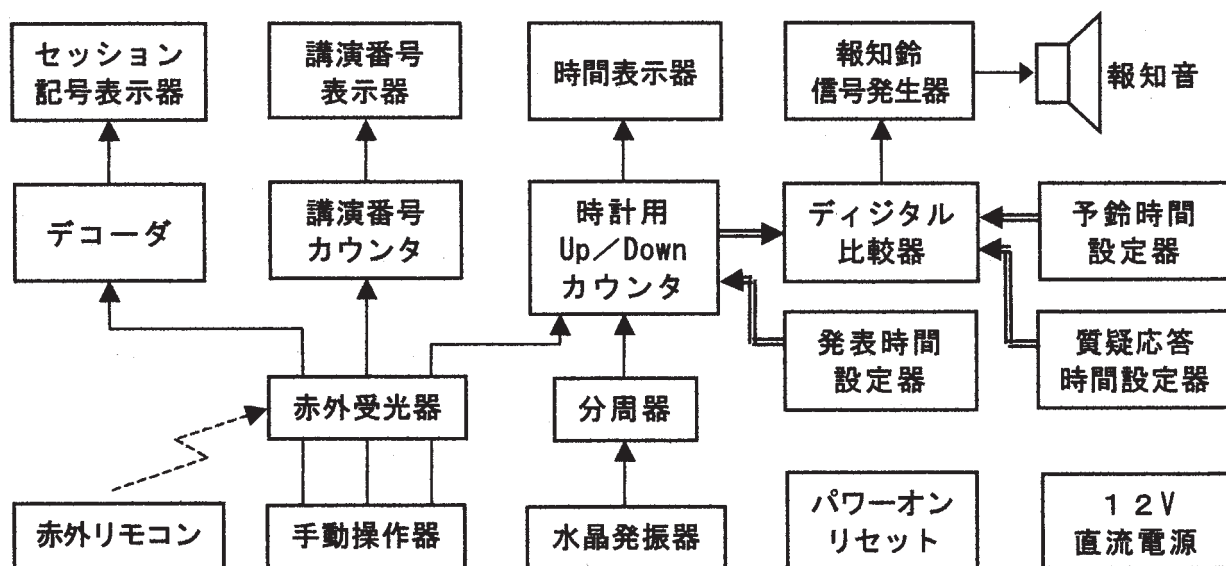 セッション
記号表示器
講演番号
表示器
時間表示器
報知鈴
信号発生器
報知音
デコーダ
講演番号
カウンタ
時計用
Up／Down
カウンタ
ディジタル
比較器
予鈴時間
設定器
発表時間
設定器
質疑応答
時間設定器
赤外受光器
分周器
赤外リモコン
手動操作器
水晶発振器
パワーオン
リセット
１２V
直流電源